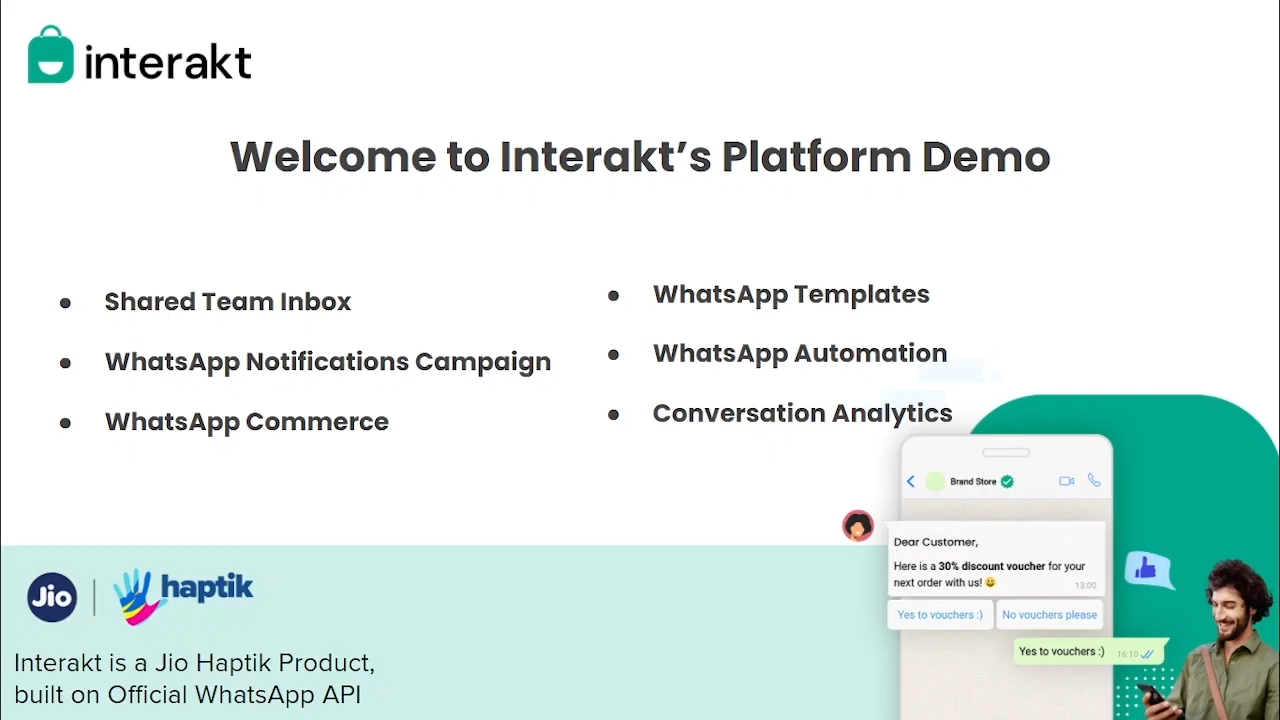 interakt
Welcome to Interakt’s Platform Demo
● Shared Team Inbox
● WhatsApp Notifications Campaign
● WhatsApp Commerce
● WhatsApp Templates
● WhatsApp Automation
● Conversation Analytics
Jio | haptik
Interakt is a Jio Haptik Product,
built on Official WhatsApp API
Brand Store
Dear Customer,
Here is a 30% discount voucher for your
next order with us! 😀
13:00
Yes to vouchers :) No vouchers please
Yes to vouchers :) 16:10